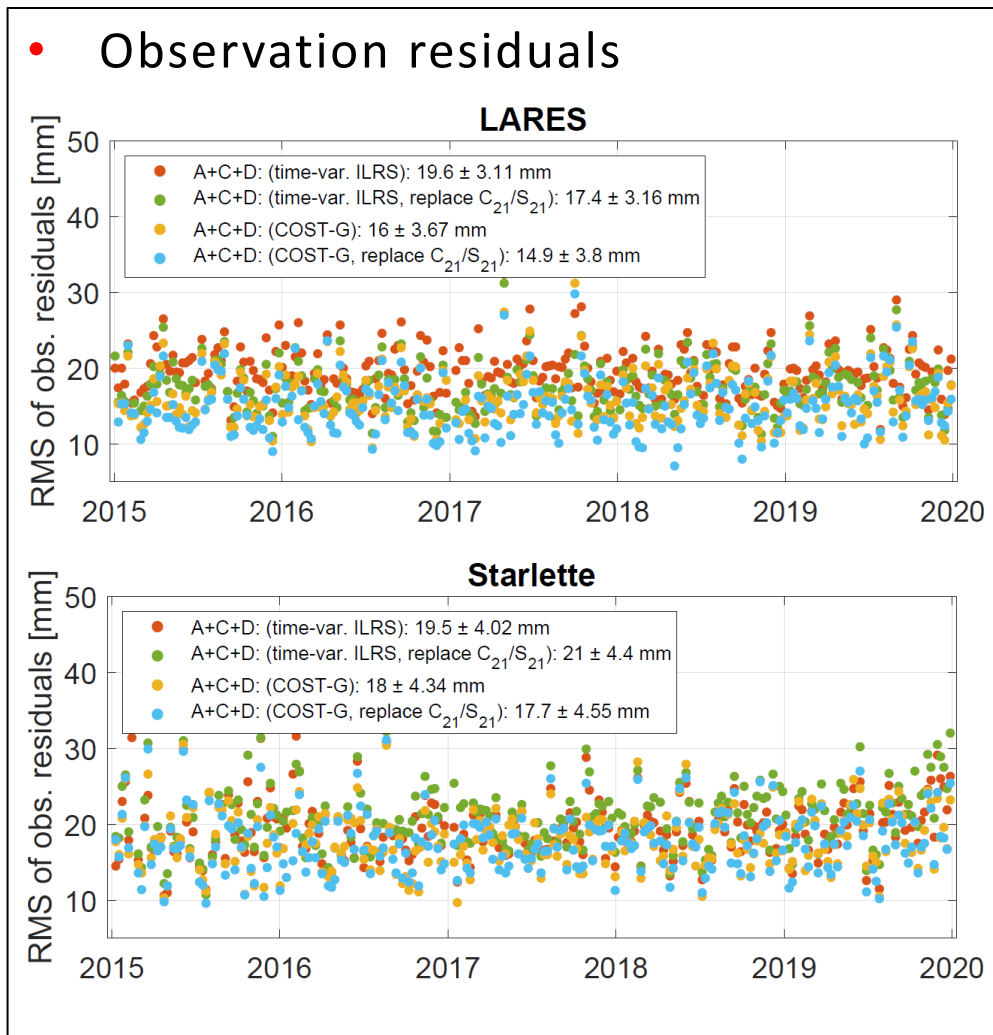 • Observation residuals
LARES
RMS of obs. residuals [mm]
50
40
30
20
10
A+C+D: (time-var. ILRS): 19.6 ± 3.11 mm
A+C+D: (time-var. ILRS, replace C21/S21): 17.4 ± 3.16 mm
A+C+D: (COST-G): 16 ± 3.67 mm
A+C+D: (COST-G, replace C21/S21): 14.9 ± 3.8 mm
2015 2016 2017 2018 2019 2020
Starlette
RMS of obs. residuals [mm]
50
40
30
20
10
A+C+D: (time-var. ILRS): 19.5 ± 4.02 mm
A+C+D: (time-var. ILRS, replace C21/S21): 21 ± 4.4 mm
A+C+D: (COST-G): 18 ± 4.34 mm
A+C+D: (COST-G, replace C21/S21): 17.7 ± 4.55 mm
2015 2016 2017 2018 2019 2020